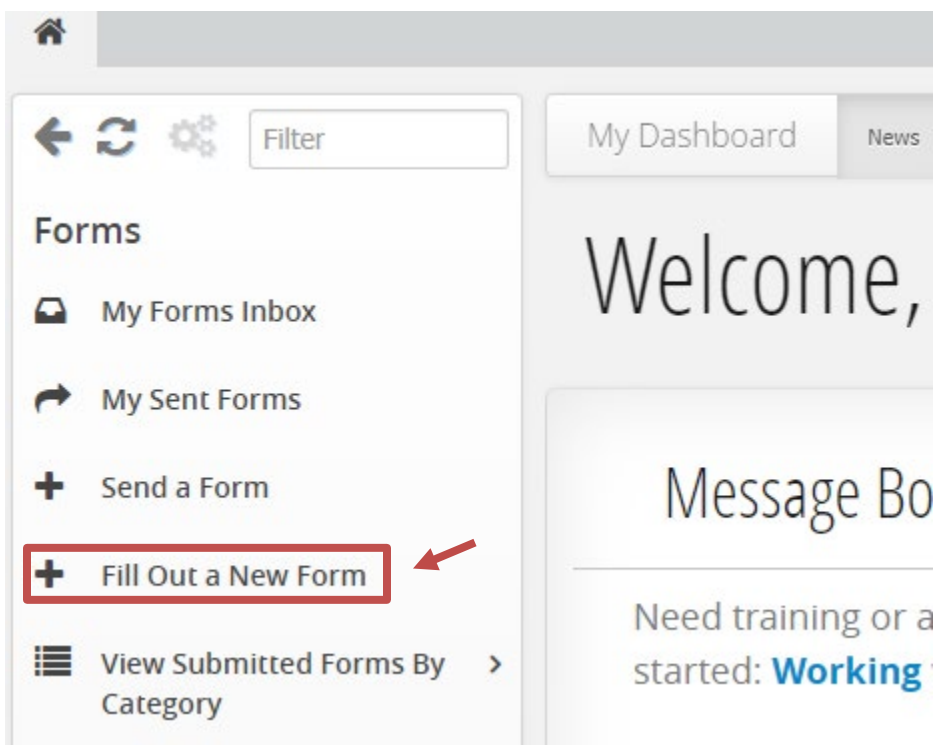 Filter
Forms
My Forms Inbox
My Sent Forms
Send a Form
Fill Out a New Form
View Submitted Forms By
Category
My Dashboard
News
Welcome,
Message Bo
Need training or a
started: Working